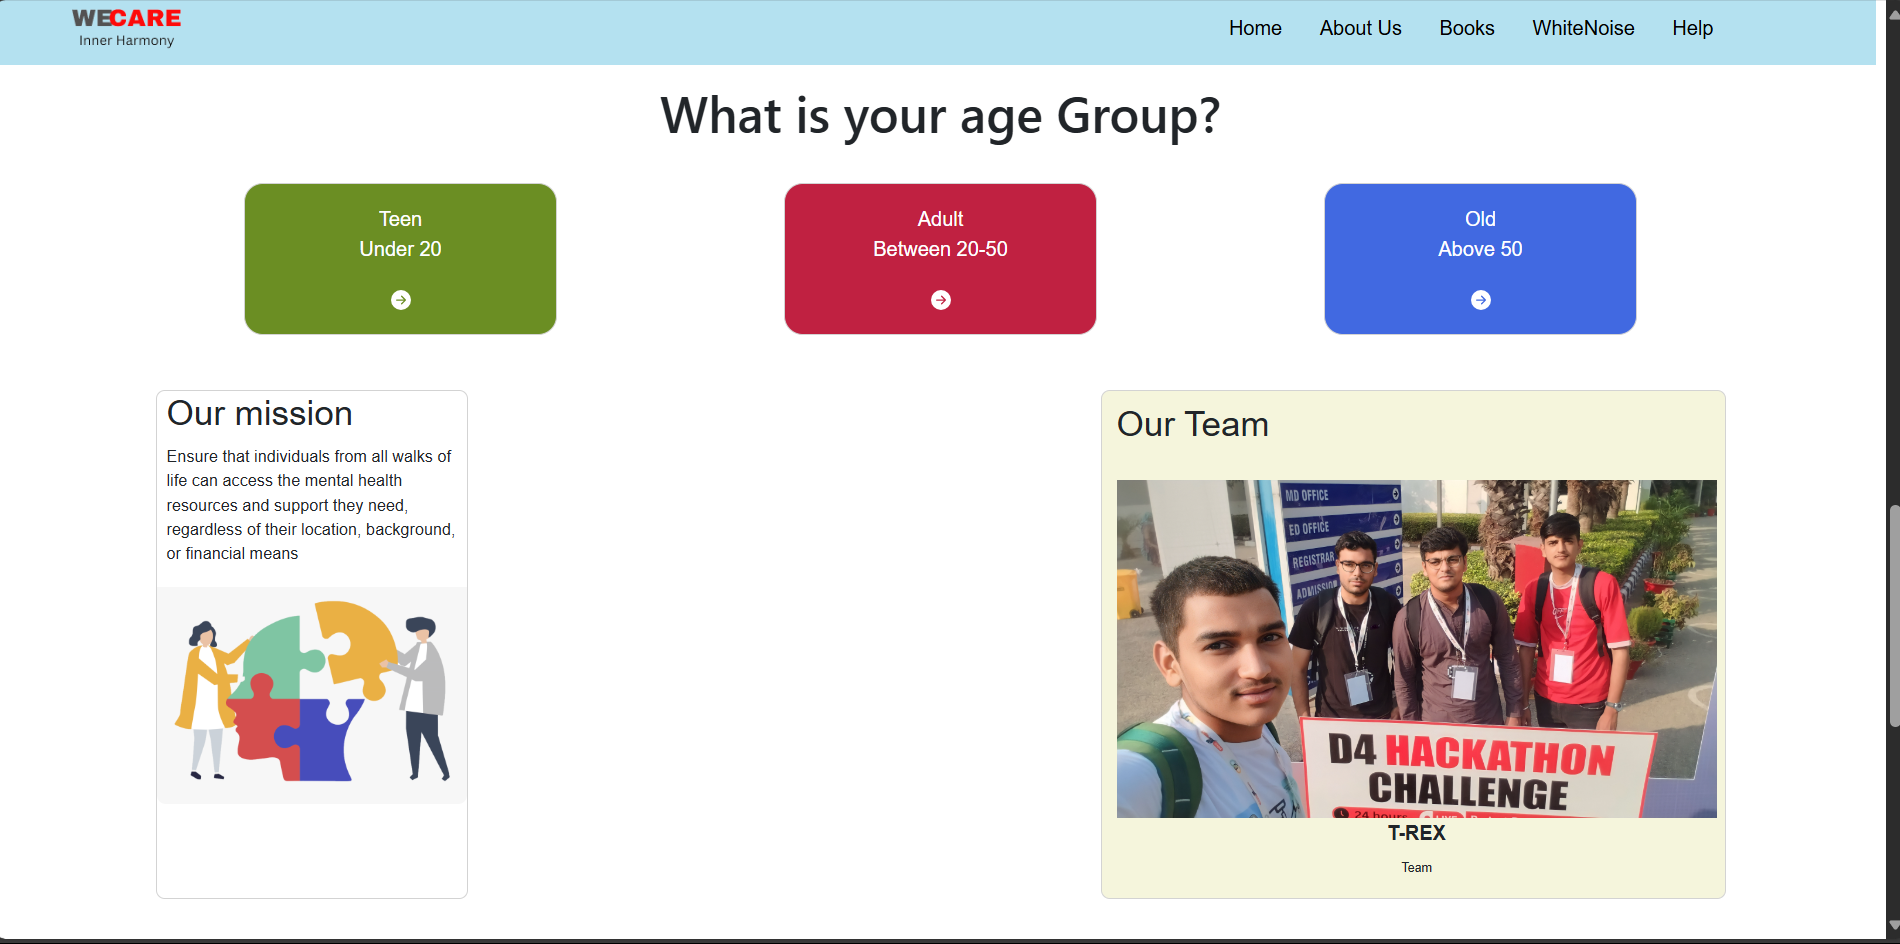 WECARE
Inner Harmony
Home About Us Books WhiteNoise Help
What is your age Group?
Teen
Under 20
Adult
Between 20-50
Old
Above 50
Our mission
Ensure that individuals from all walks of
life can access the mental health
resources and support they need,
regardless of their location, background,
or financial means
Our Team
MD OFFICE
ED OFFICE
REGISTRAR
ADMISSION
D4 HACKATHON
CHALLENGE
24 hours
T-REX
Team